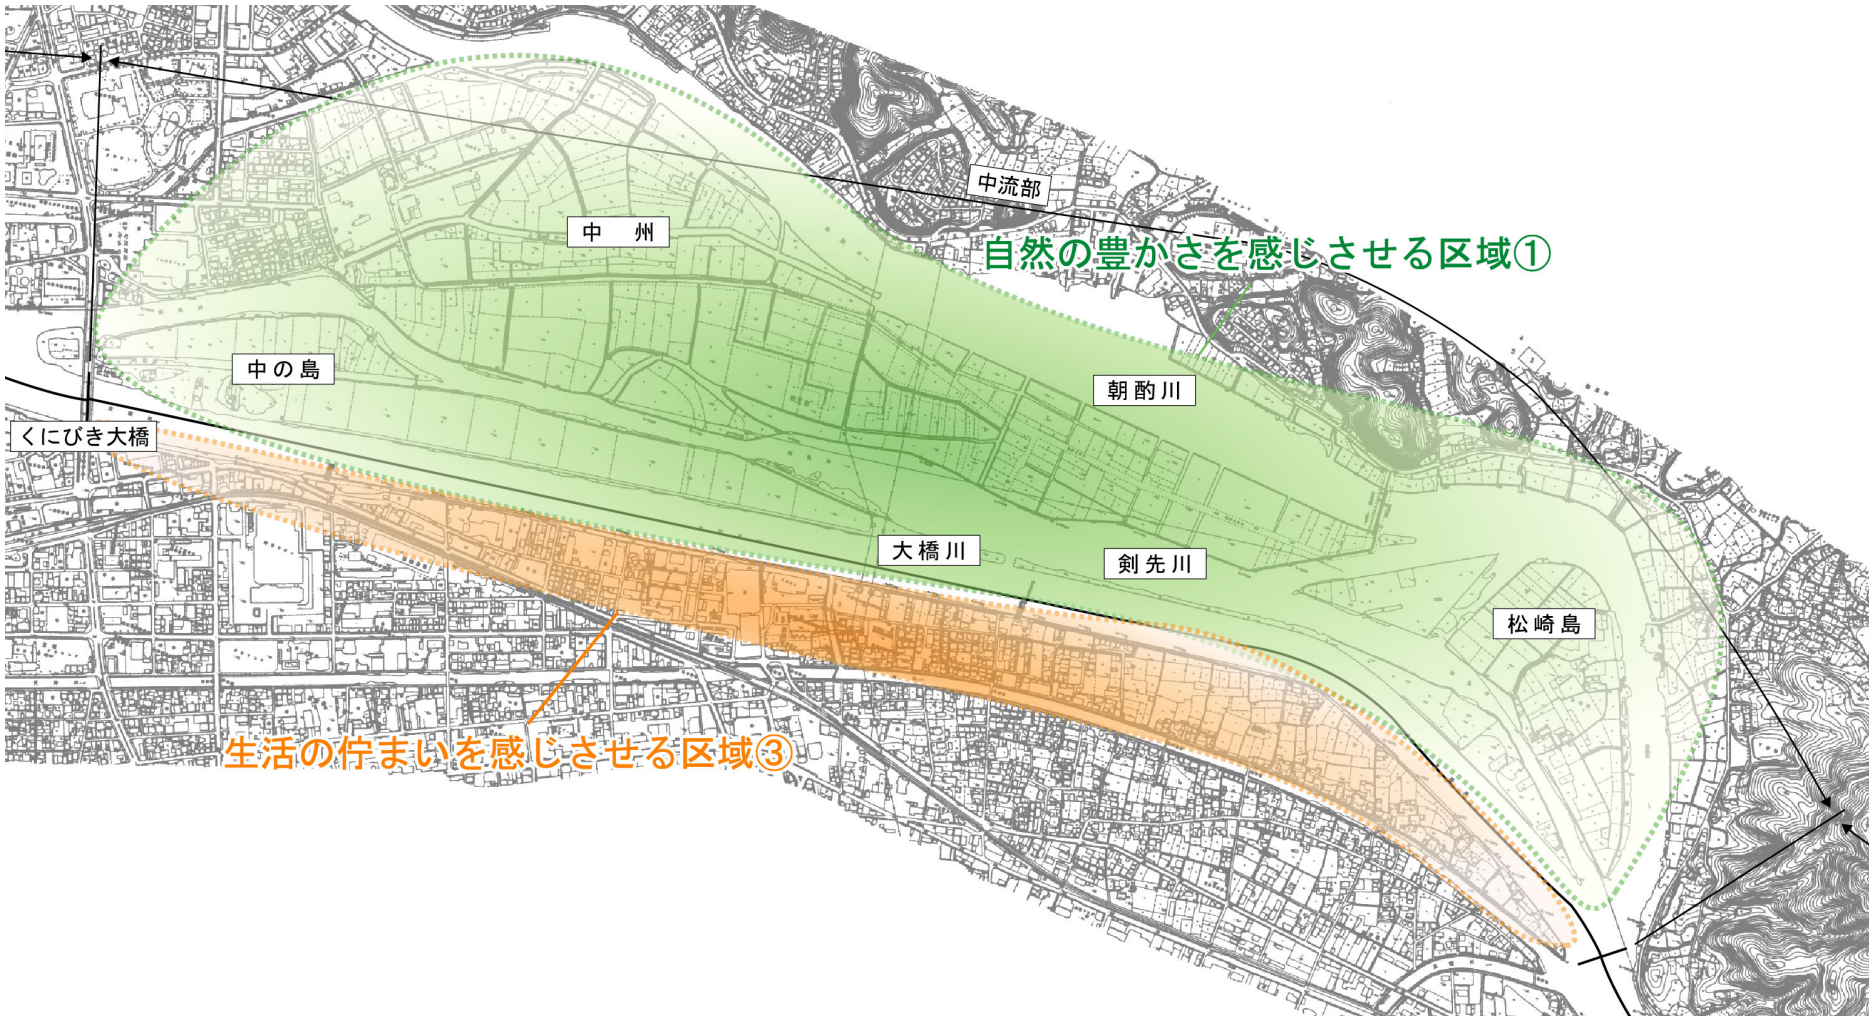 中流部
中　州
自然の豊かさを感じさせる区域①
中の島
朝酌川
くにびき大橋
大橋川
剣先川
松崎島
生活の佇まいを感じさせる区域③